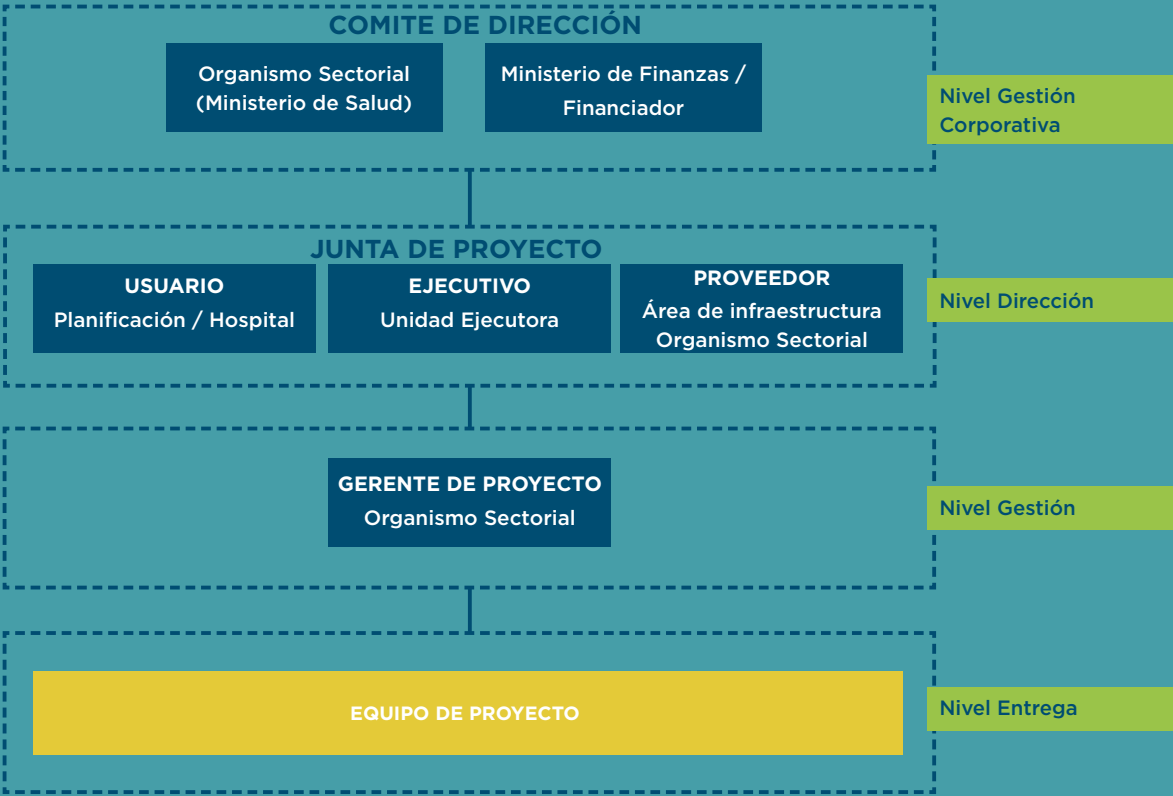 COMITE DE DIRECCIÓN
Organismo Sectorial
(Ministerio de Salud)
Ministerio de Finanzas /
Financiador
Nivel Gestión
Corporativa
JUNTA DE PROYECTO
USUARIO
Planificación / Hospital
EJECUTIVO
Unidad Ejecutora
PROVEEDOR
Área de infraestructura
Organismo Sectorial
Nivel Dirección
GERENTE DE PROYECTO
Organismo Sectorial
Nivel Gestión
EQUIPO DE PROYECTO
Nivel Entrega